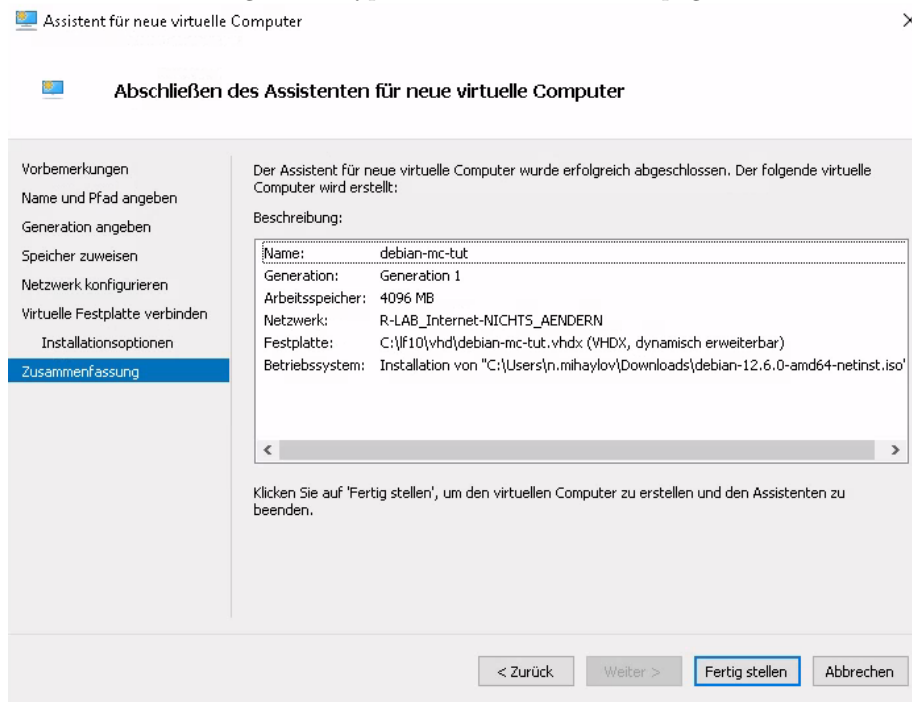 Assistent für neue virtuelle Computer
Abschließen des Assistenten für neue virtuelle Computer
Vorbemerkungen
Name und Pfad angeben
Generation angeben
Speicher zuweisen
Netzwerk konfigurieren
Virtuelle Festplatte verbinden
Installationsoptionen
Zusammenfassung
Der Assistent für neue virtuelle Computer wurde erfolgreich abgeschlossen. Der folgende virtuelle
Computer wird erstellt:
Beschreibung:
Name: debian-mc-tut
Generation: Generation 1
Arbeitsspeicher: 4096 MB
Netzwerk: R-LAB_Internet-NICHTS_AENDERN
Festplatte: C:\lf10\vhd\debian-mc-tut.vhdx (VHDX, dynamisch erweiterbar)
Betriebssystem: Installation von "C:\Users\n.mihaylov\Downloads\debian-12.6.0-amd64-netinst.iso"
Klicken Sie auf 'Fertig stellen', um den virtuellen Computer zu erstellen und den Assistenten zu
beenden.
< Zurück
Weiter >
Fertig stellen
Abbrechen